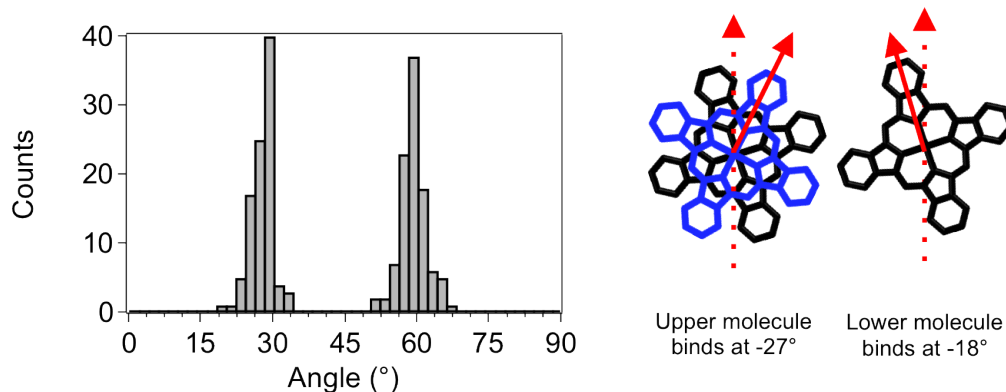 Counts
40
30
20
10
0
0
15
30
45
60
75
90
Angle (°)
Upper molecule
binds at -27°
Lower molecule
binds at -18°